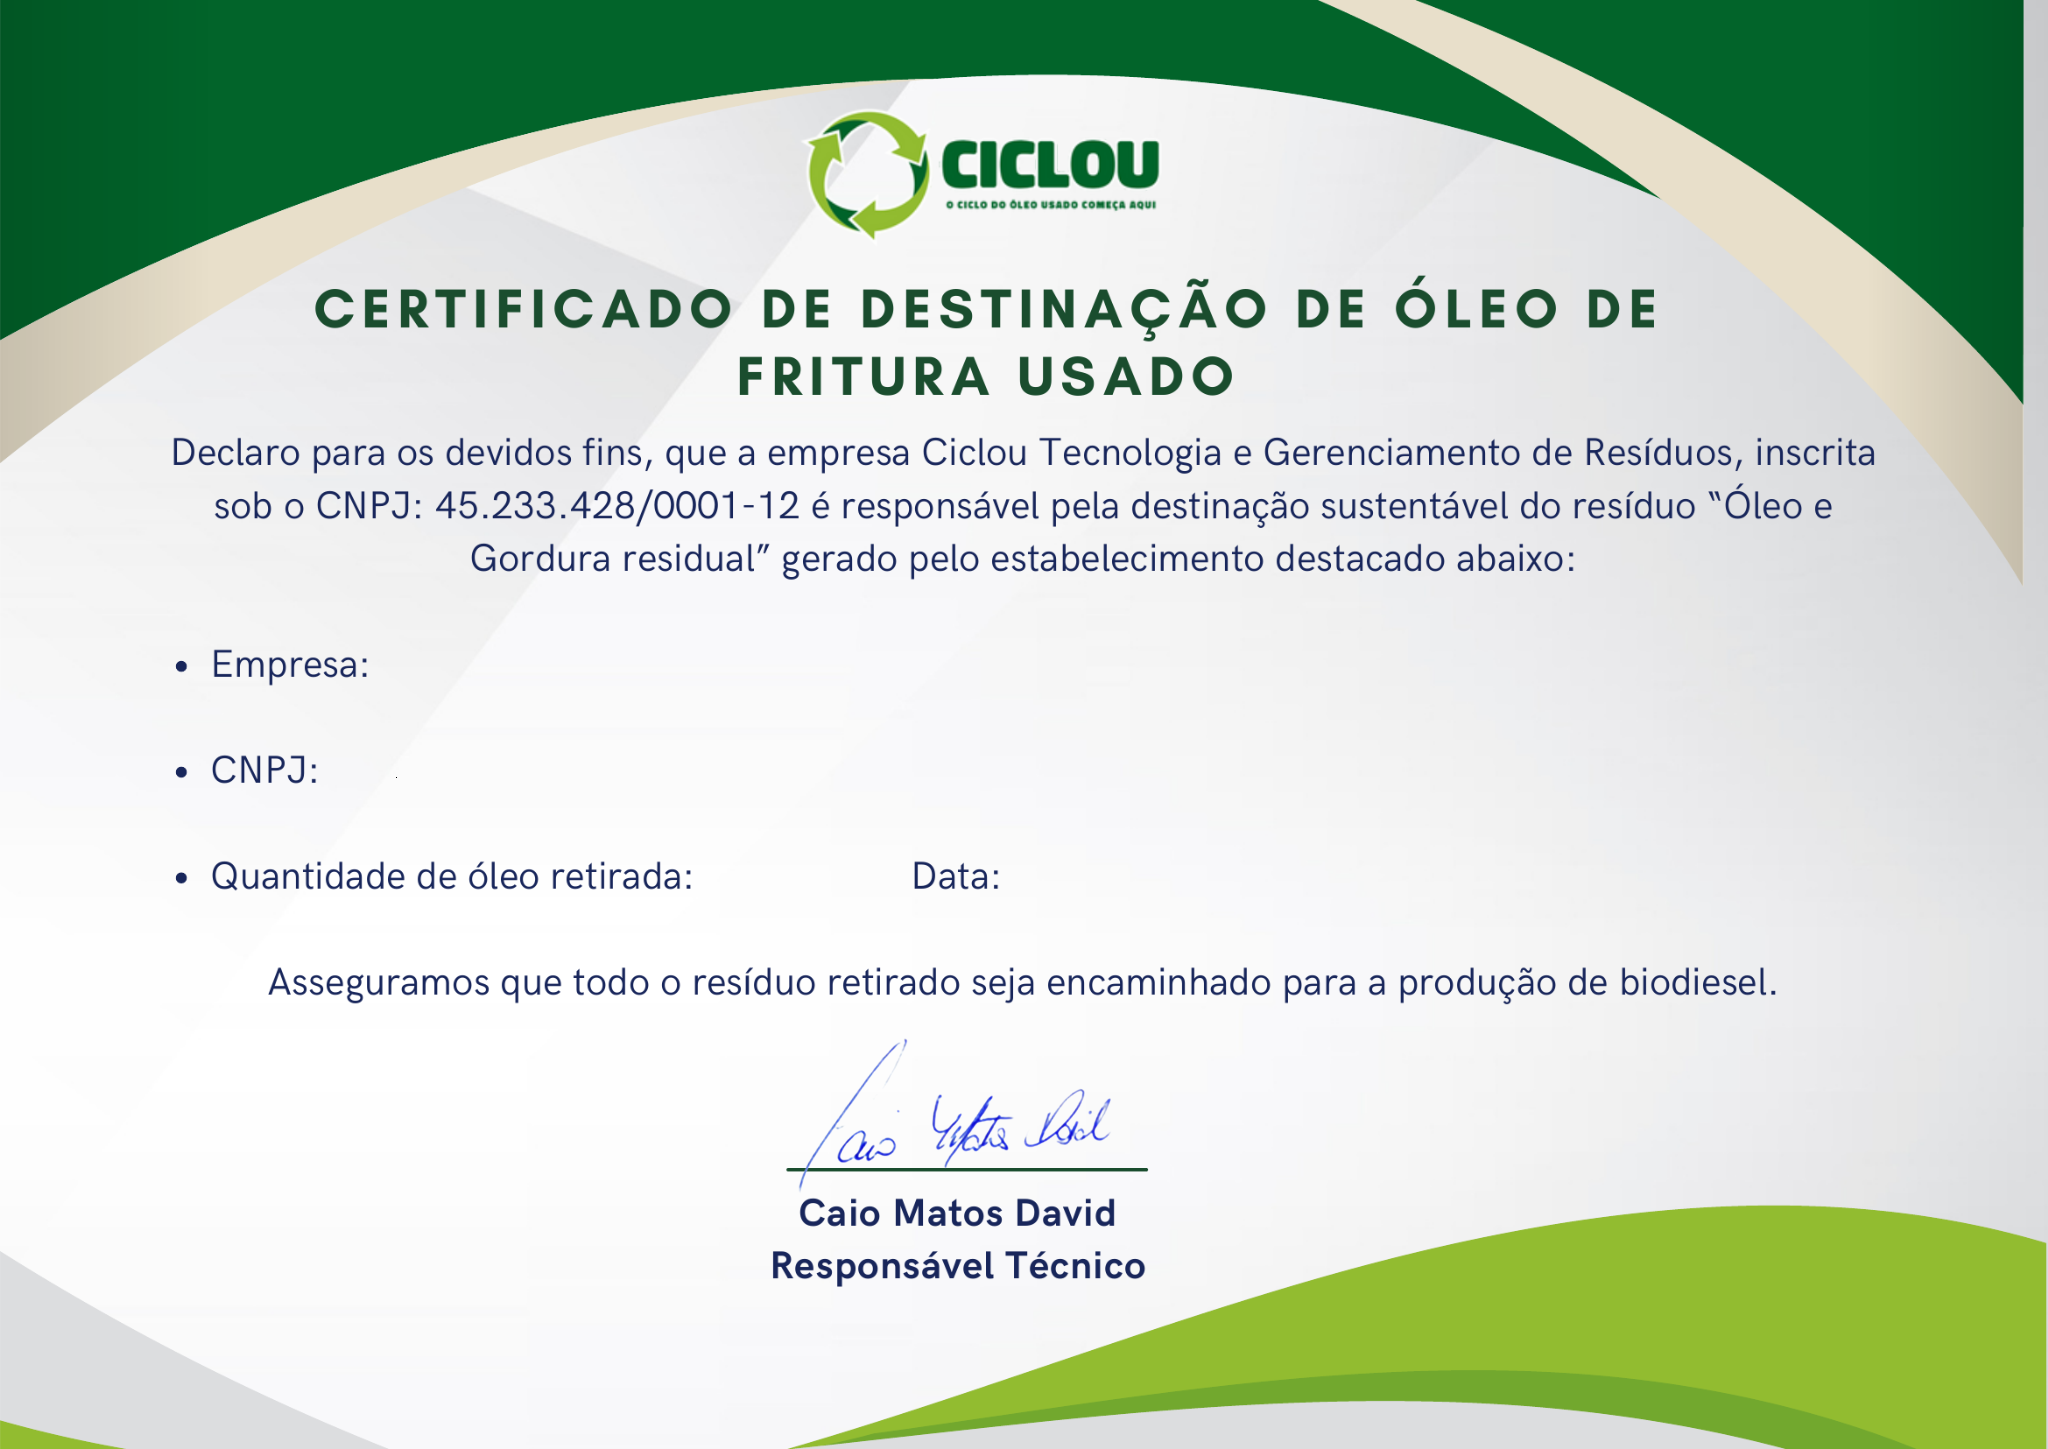 CICLOU
O CICLO DO ÓLEO USADO COMEÇA AQUI
CERTIFICADO DE DESTINAÇÃO DE ÓLEO DE
FRITURA USADO
Declaro para os devidos fins, que a empresa Ciclou Tecnologia e Gerenciamento de Resíduos, inscrita
sob o CNPJ: 45.233.428/0001-12 é responsável pela destinação sustentável do resíduo “Óleo e
Gordura residual” gerado pelo estabelecimento destacado abaixo:
• Empresa:
• CNPJ:
• Quantidade de óleo retirada: Data:
Asseguramos que todo o resíduo retirado seja encaminhado para a produção de biodiesel.
Caio Matos David
Caio Matos David
Responsável Técnico